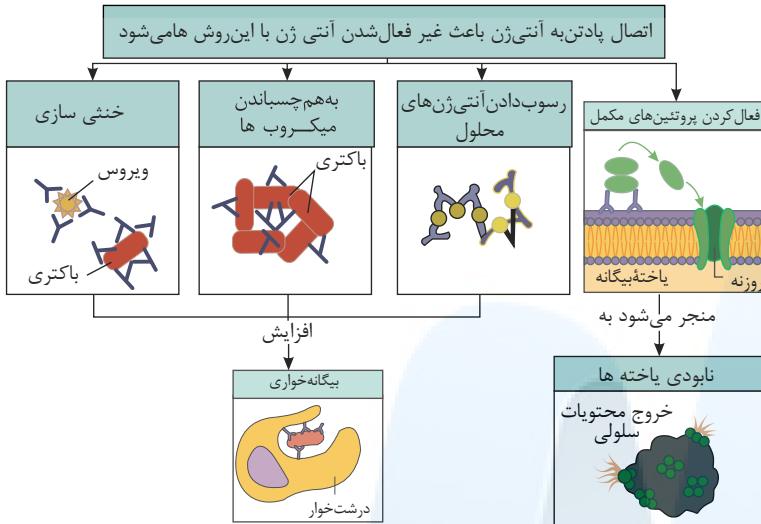 اتصال پادتن‌به آنتی‌ژن باعث غیر فعال‌شدن آنتی ژن با این‌روش هامی‌شود
خنثی سازی
ویروس
باکتری
به‌هم‌چسباندن
میکروب ها
باکتری
رسوب‌دادن‌آنتی‌ژن‌های
محلول
فعال‌کردن پروتئین‌های مکمل
یاختهٔ‌بیگانه
روزنه
افزایش
بیگانه‌خواری
درشت‌خوار
منجر می‌شود به
نابودی یاخته ها
خروج محتویات
سلولی